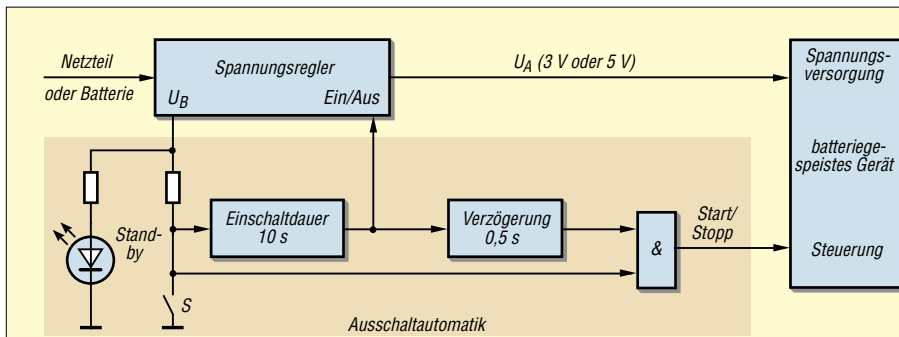 Netzteil
oder Batterie
Spannungsregler
U_B
Ein/Aus
U_A (3 V oder 5 V)
Spannungs-
versorgung
batteriege-
speistes Gerät
Steuerung
Stand-
by
Einschaltdauer
10 s
Verzögerung
0,5 s
&
Start/
Stopp
S
Ausschaltautomatik